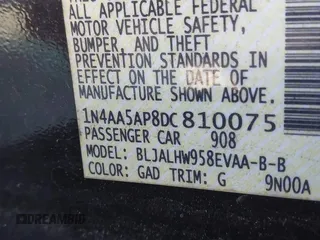 ALL APPLICABLE FEDERAL
MOTOR VEHICLE SAFETY,
BUMPER, AND THEFT
PREVENTION STANDARDS IN
EFFECT ON THE DATE OF
MANUFACTURE SHOWN ABOVE.
1N4AA5AP8DC810075
PASSENGER CAR 908
MODEL: BLJALHW958EVAA-B-B
COLOR: GAD TRIM: G 9N00A
DREAMBID